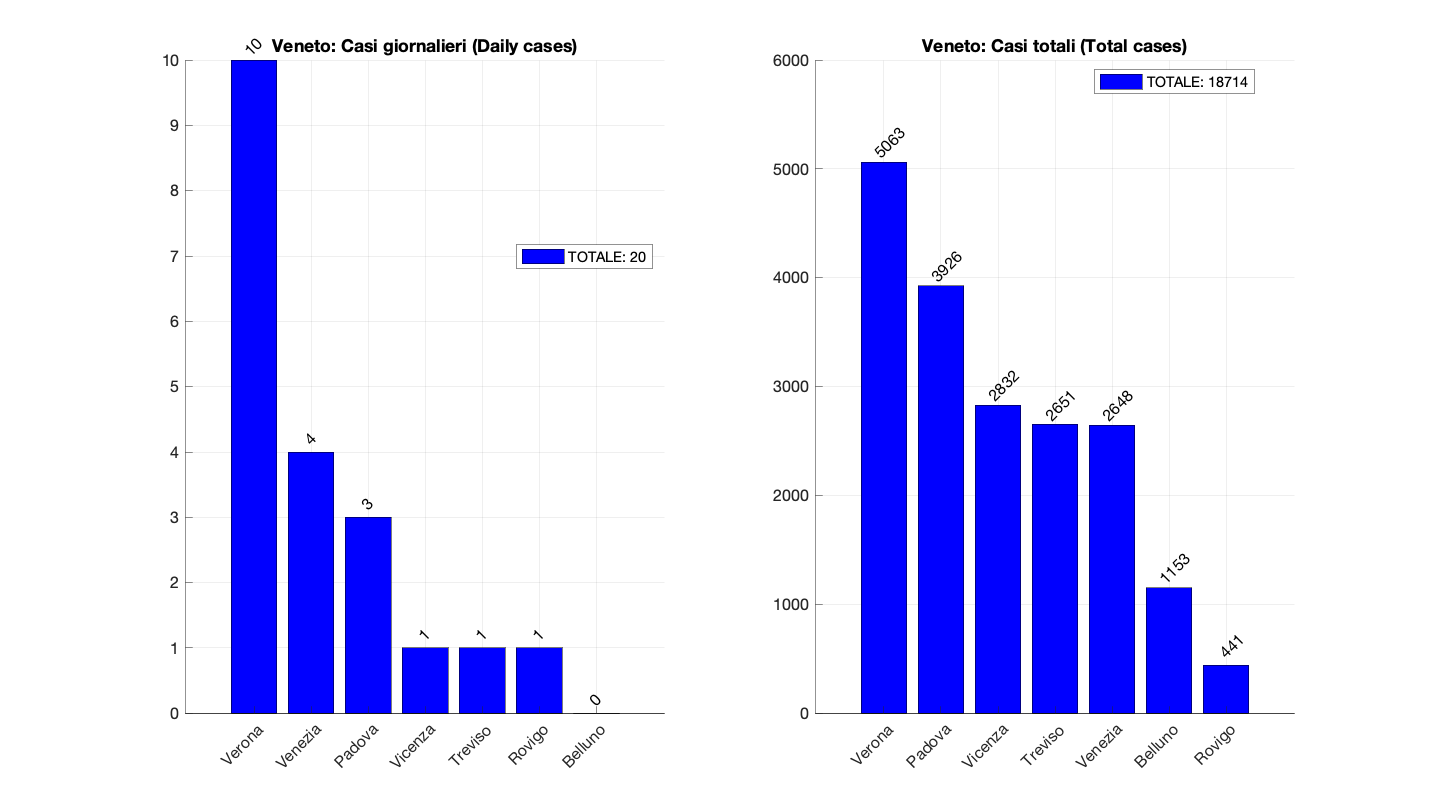 Veneto: Casi giornalieri (Daily cases)
10
9
8
7
6
5
4
3
2
1
0
10
4
3
1
1
1
0
TOTALE: 20
Verona
Venezia
Padova
Vicenza
Treviso
Rovigo
Belluno
Veneto: Casi totali (Total cases)
6000
5000
4000
3000
2000
1000
0
TOTALE: 18714
5063
3926
2832
2651
2648
1153
441
Verona
Padova
Vicenza
Treviso
Venezia
Belluno
Rovigo